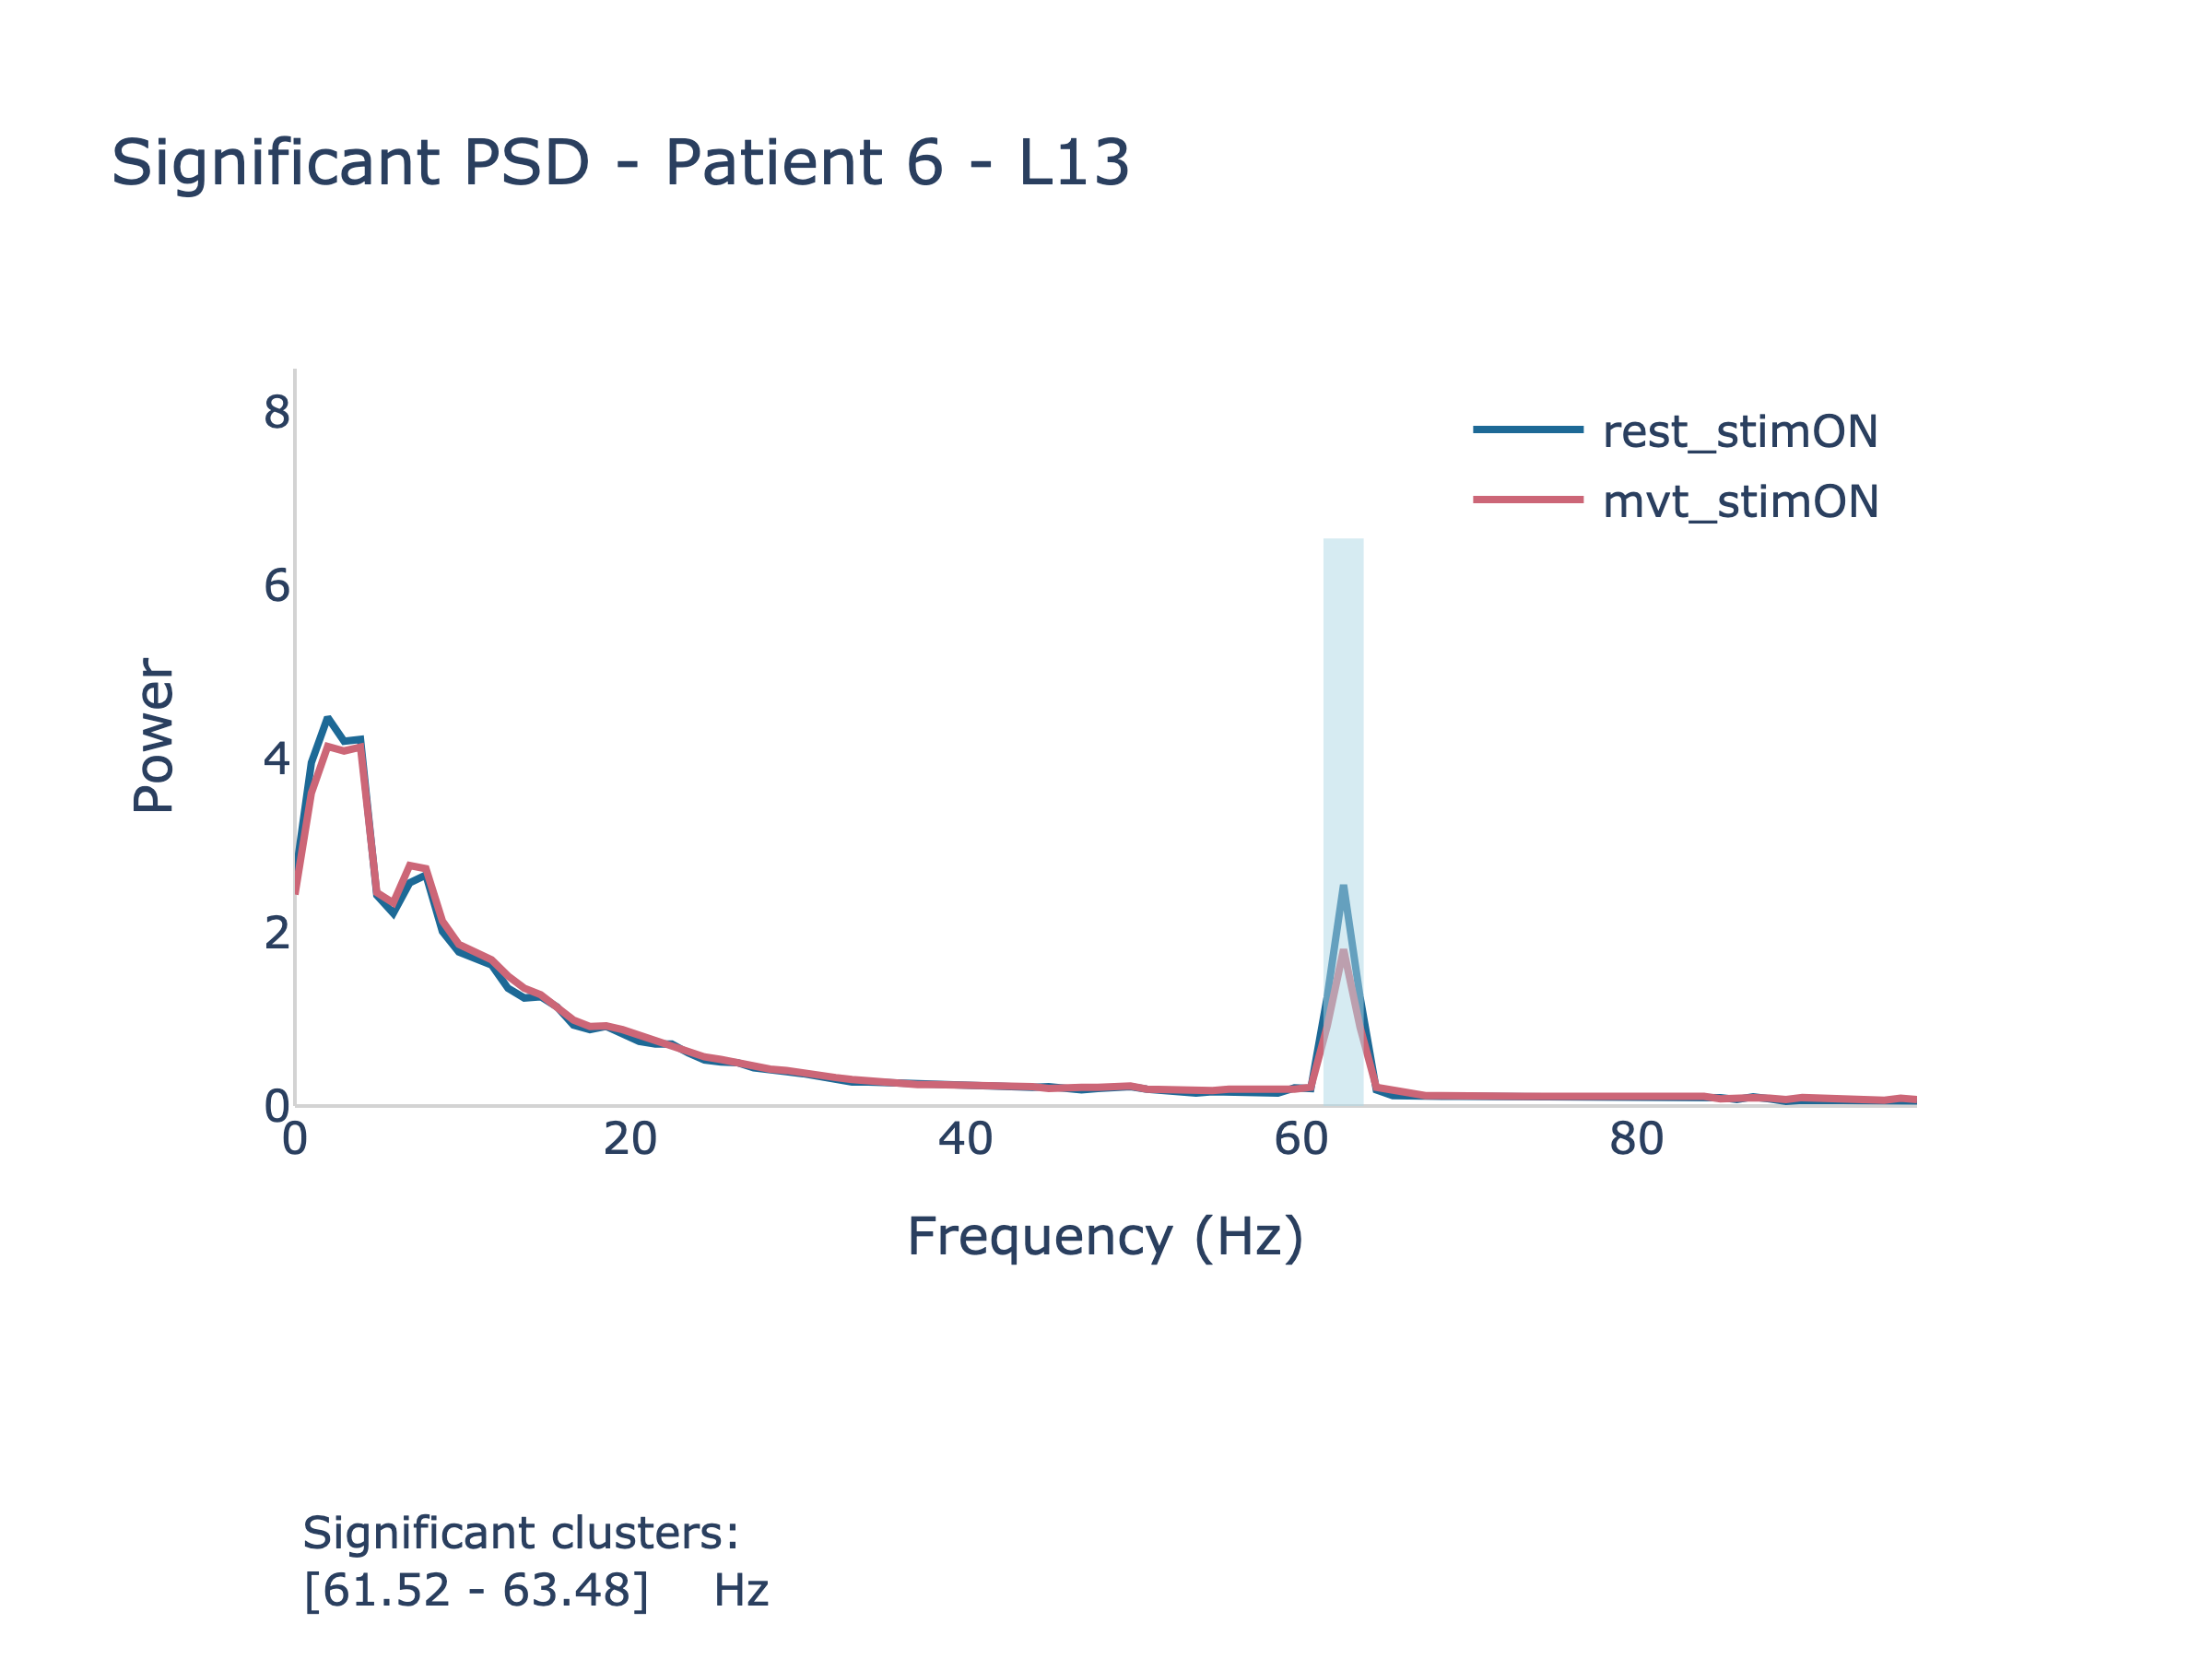 Significant PSD - Patient 6 - L13
8
6
4
2
0
Power
rest_stimON
mvt_stimON
0 20 40 60 80
Frequency (Hz)
Significant clusters:
[61.52 - 63.48] Hz